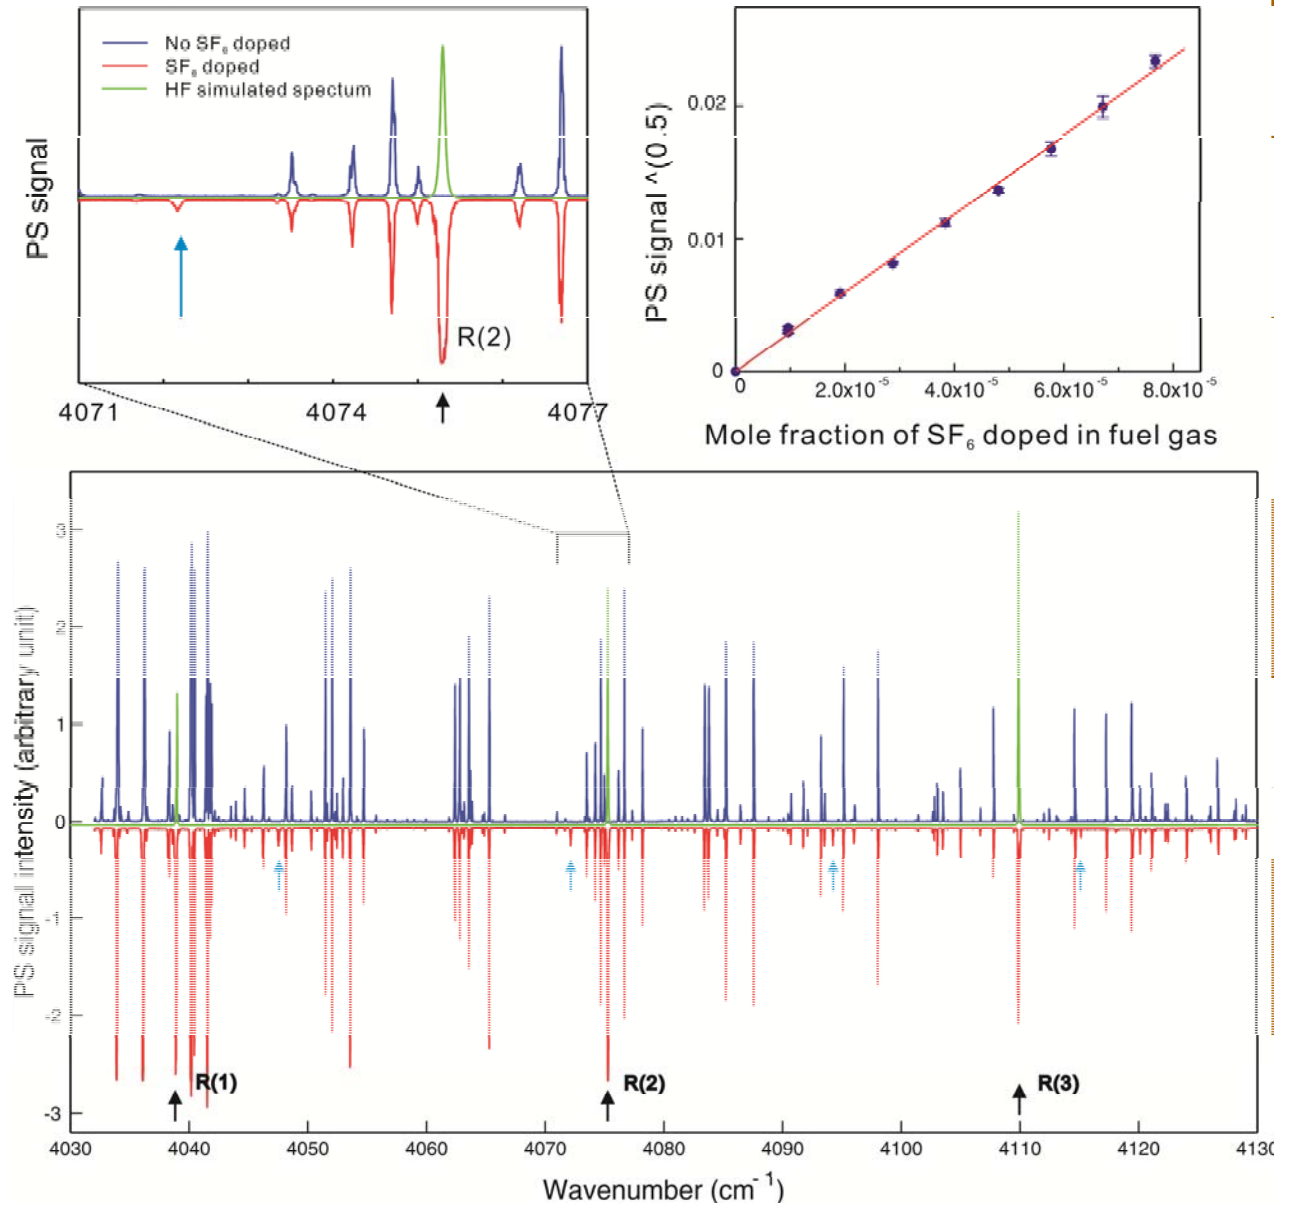 No SF₆ doped
SF₆ doped
HF simulated spectum
PS signal
R(2)
4071
4074
4077
PS signal ^(0.5)
0.02
0.01
0
0
2.0x10⁻⁵
4.0x10⁻⁵
6.0x10⁻⁵
8.0x10⁻⁵
Mole fraction of SF₆ doped in fuel gas
PS signal intensity (arbitrary unit)
3
2
1
0
-1
-2
-3
R(1)
R(2)
R(3)
4030
4040
4050
4060
4070
4080
4090
4100
4110
4120
4130
Wavenumber (cm⁻¹)